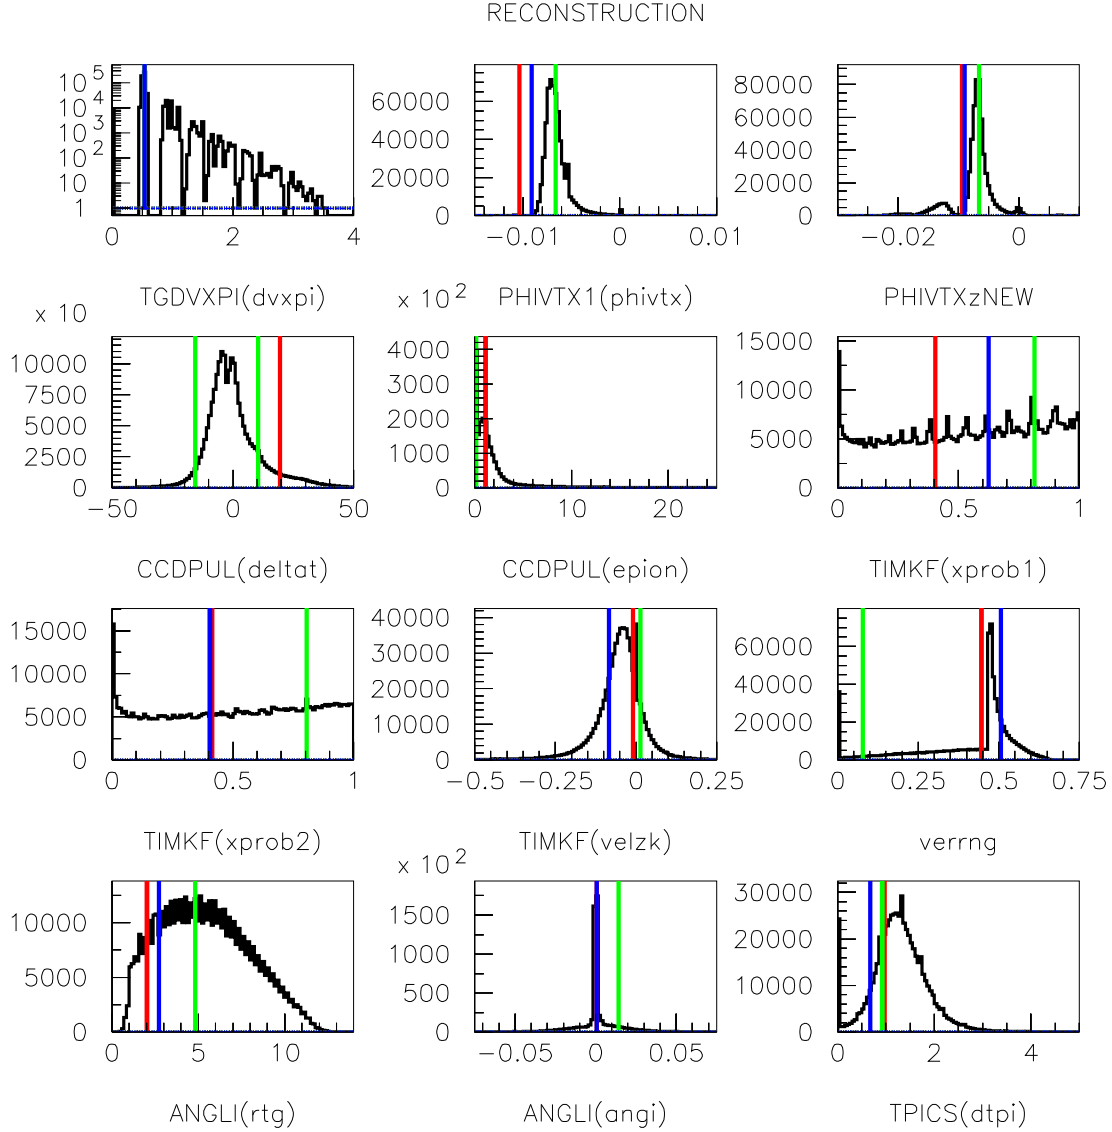 RECONSTRUCTION
10^5
10^4
10^3
10^2
10
1
0 2 4
TGDVXPI(dvxpi)
60000
40000
20000
0
−0.01 0 0.01
PHIVTX1(phivtx)
80000
60000
40000
20000
0
−0.02 0
PHIVTXzNEW
x 10
10000
7500
5000
2500
0
−50 0 50
CCDPUL(deltat)
x 10^2
4000
3000
2000
1000
0
0 10 20
CCDPUL(epion)
15000
10000
5000
0
0 0.5 1
TIMKF(xprob1)
15000
10000
5000
0
0 0.5 1
TIMKF(xprob2)
40000
30000
20000
10000
0
−0.5 −0.25 0 0.25
TIMKF(velzk)
60000
40000
20000
0
0 0.25 0.5 0.75
verrng
10000
5000
0
0 5 10
ANGLI(rtg)
x 10^2
1500
1000
500
0
−0.05 0 0.05
ANGLI(angi)
30000
20000
10000
0
0 2 4
TPICS(dtpi)